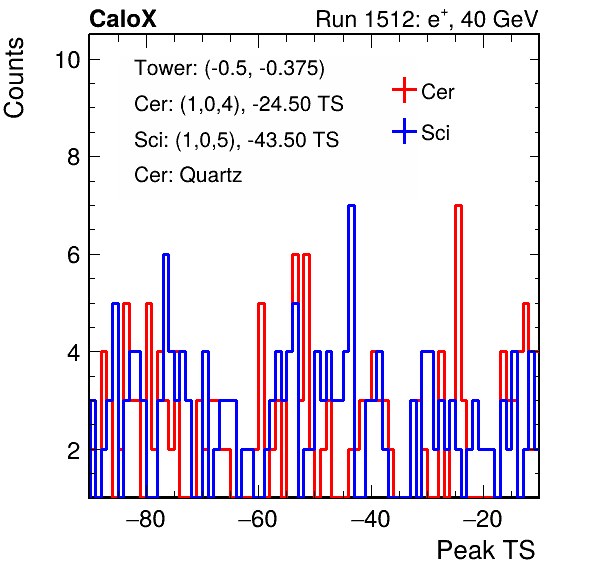 CaloX Run 1512: e⁺, 40 GeV
Counts
10
8
6
4
2
Tower: (-0.5, -0.375)
Cer: (1,0,4), -24.50 TS
Sci: (1,0,5), -43.50 TS
Cer: Quartz
Cer
Sci
−80 −60 −40 −20
Peak TS